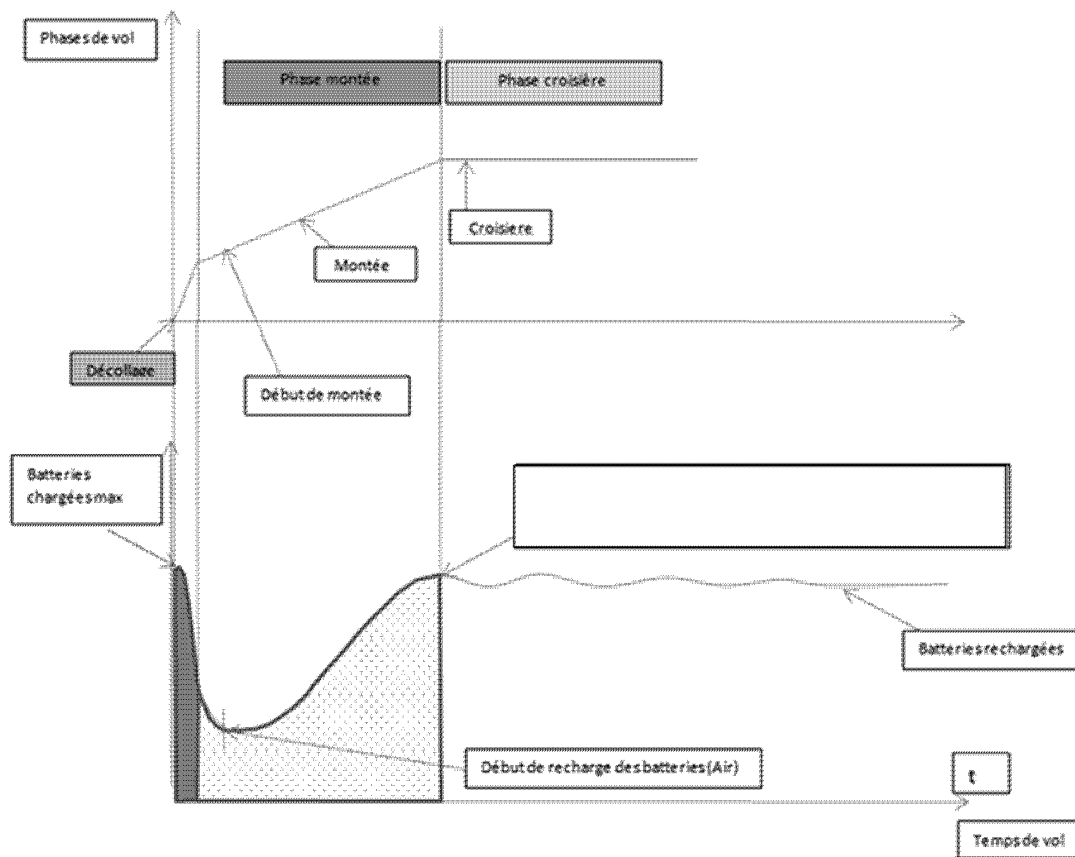 Phases de vol
Phase montée
Phase croisière
Croisiere
Montée
Décollage
Début de montée
Batteries
chargées max
Batteries rechargées
Début de recharge des batteries (Air)
t
Temps de vol